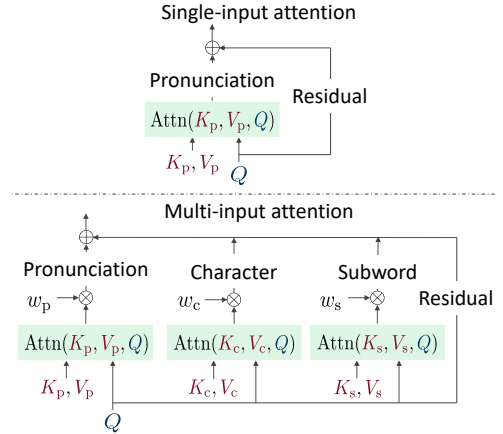 Single-input attention
Pronunciation
Residual
Attn(K_p, V_p, Q)
K_p, V_p
Q
Multi-input attention
Pronunciation Character Subword
Residual
w_p w_c w_s
Attn(K_p, V_p, Q) Attn(K_c, V_c, Q) Attn(K_s, V_s, Q)
K_p, V_p K_c, V_c K_s, V_s
Q